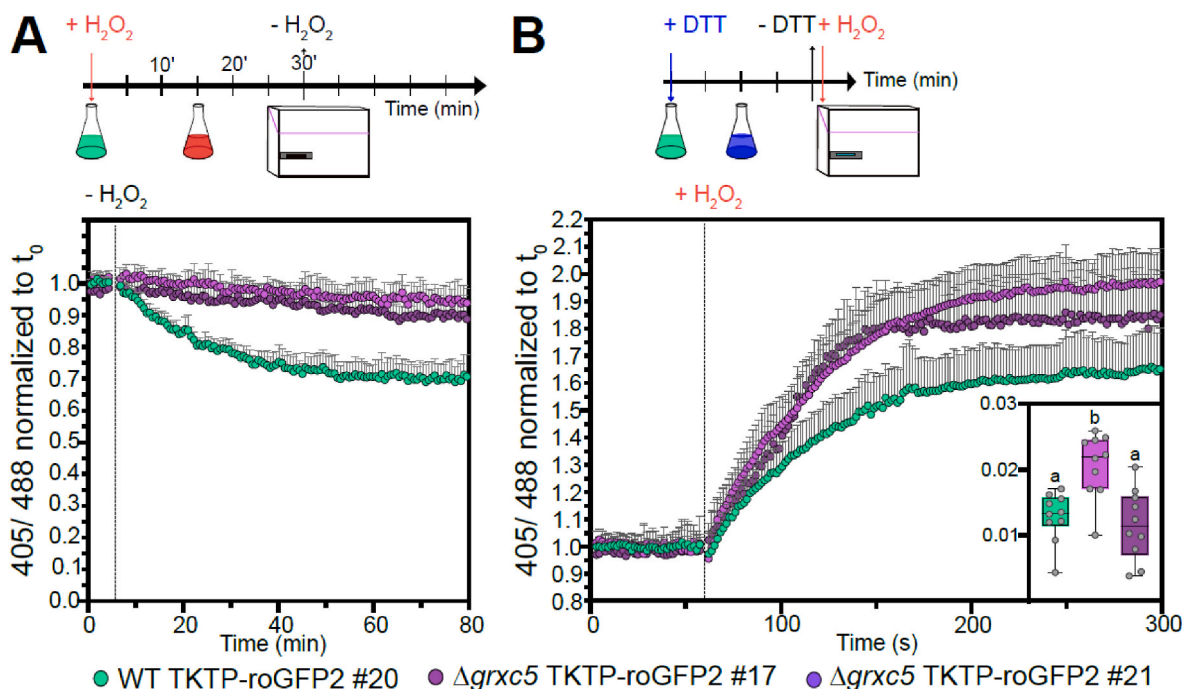 A
+ H₂O₂
- H₂O₂
10'
20'
30'
Time (min)
- H₂O₂
405/ 488 normalized to t₀
1.0
0.9
0.8
0.7
0.6
0.5
0.4
0.3
0.2
0.1
0.0
0
20
40
60
80
Time (min)
B
+ DTT
- DTT
+ H₂O₂
Time (min)
+ H₂O₂
405/ 488 normalized to t₀
2.2
2.1
2.0
1.9
1.8
1.7
1.6
1.5
1.4
1.3
1.2
1.1
1.0
0.9
0.8
0
100
200
300
Time (s)
0.03
0.02
0.01
a
b
a
WT TKTP-roGFP2 #20
Δgrxc5 TKTP-roGFP2 #17
Δgrxc5 TKTP-roGFP2 #21